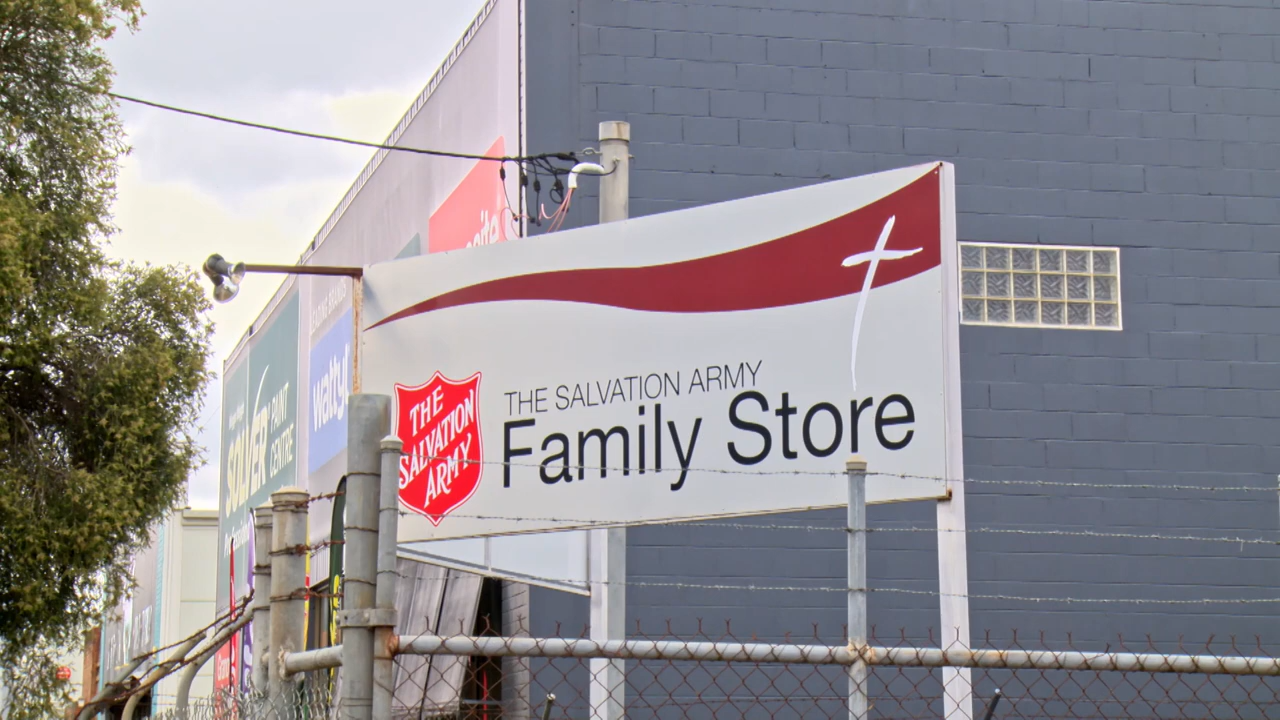 THE
SALVATION
ARMY
THE SALVATION ARMY
Family Store
wattyl
SOLVER
PAINT
CENTRE